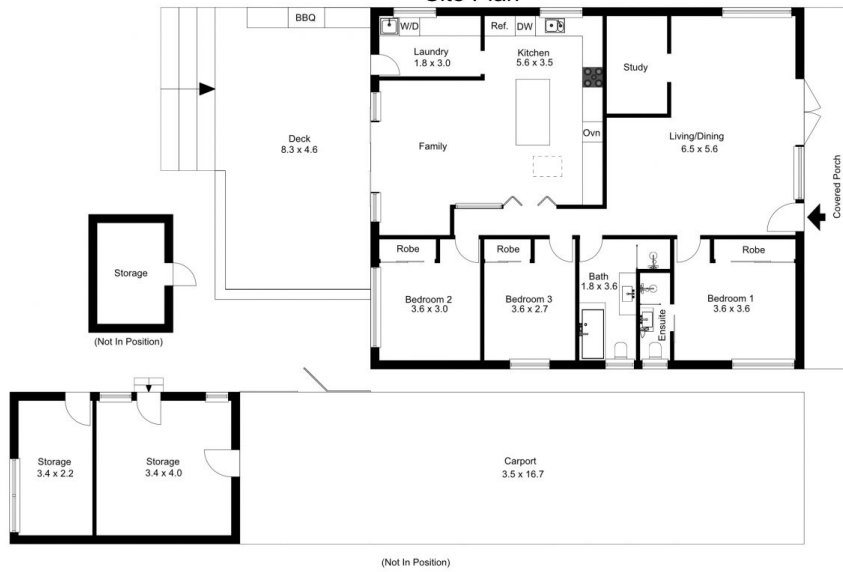 BBQ
W/D
Ref.
DW
Laundry
1.8 x 3.0
Kitchen
5.6 x 3.5
Study
Deck
8.3 x 4.6
Family
Ovn
Living/Dining
6.5 x 5.6
Covered Porch
Storage
(Not In Position)
Robe
Robe
Robe
Bedroom 2
3.6 x 3.0
Bedroom 3
3.6 x 2.7
Bath
1.8 x 3.6
Ensuite
Bedroom 1
3.6 x 3.6
Storage
3.4 x 2.2
Storage
3.4 x 4.0
Carport
3.5 x 16.7
(Not In Position)